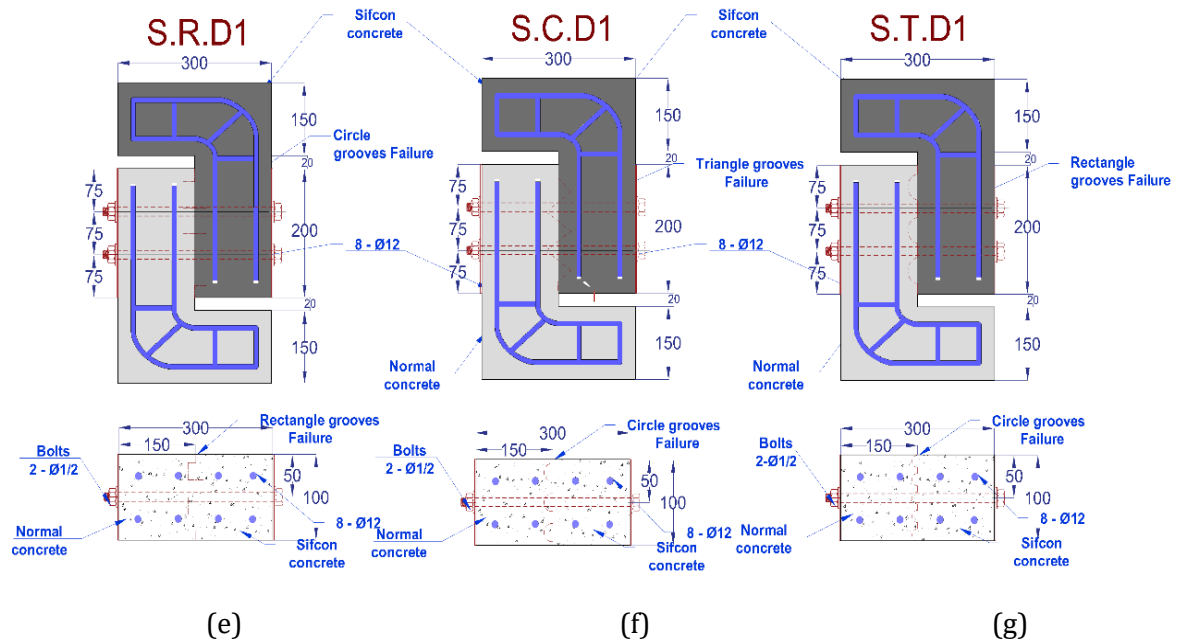 S.R.D1
300
Sifcon
concrete
150
Circle
grooves Failure
20
75
75
75
200
8 - Ø12
20
150
S.C.D1
300
Sifcon
concrete
150
20
Triangle grooves
Failure
75
75
75
200
8 - Ø12
20
150
Normal
concrete
S.T.D1
300
150
20
Rectangle
grooves Failure
75
75
75
200
20
150
Normal
concrete
Rectangle grooves
Failure
300
150
Bolts
2 - Ø1/2
50
100
8 - Ø12
Normal
concrete
Sifcon
concrete
Circle grooves
Failure
300
150
Bolts
2 - Ø1/2
50
100
8 - Ø12
Normal
concrete
Sifcon
concrete
Circle grooves
Failure
300
150
Bolts
2-Ø1/2
50
100
8 - Ø12
Normal
concrete
Sifcon
concrete
(e)
(f)
(g)